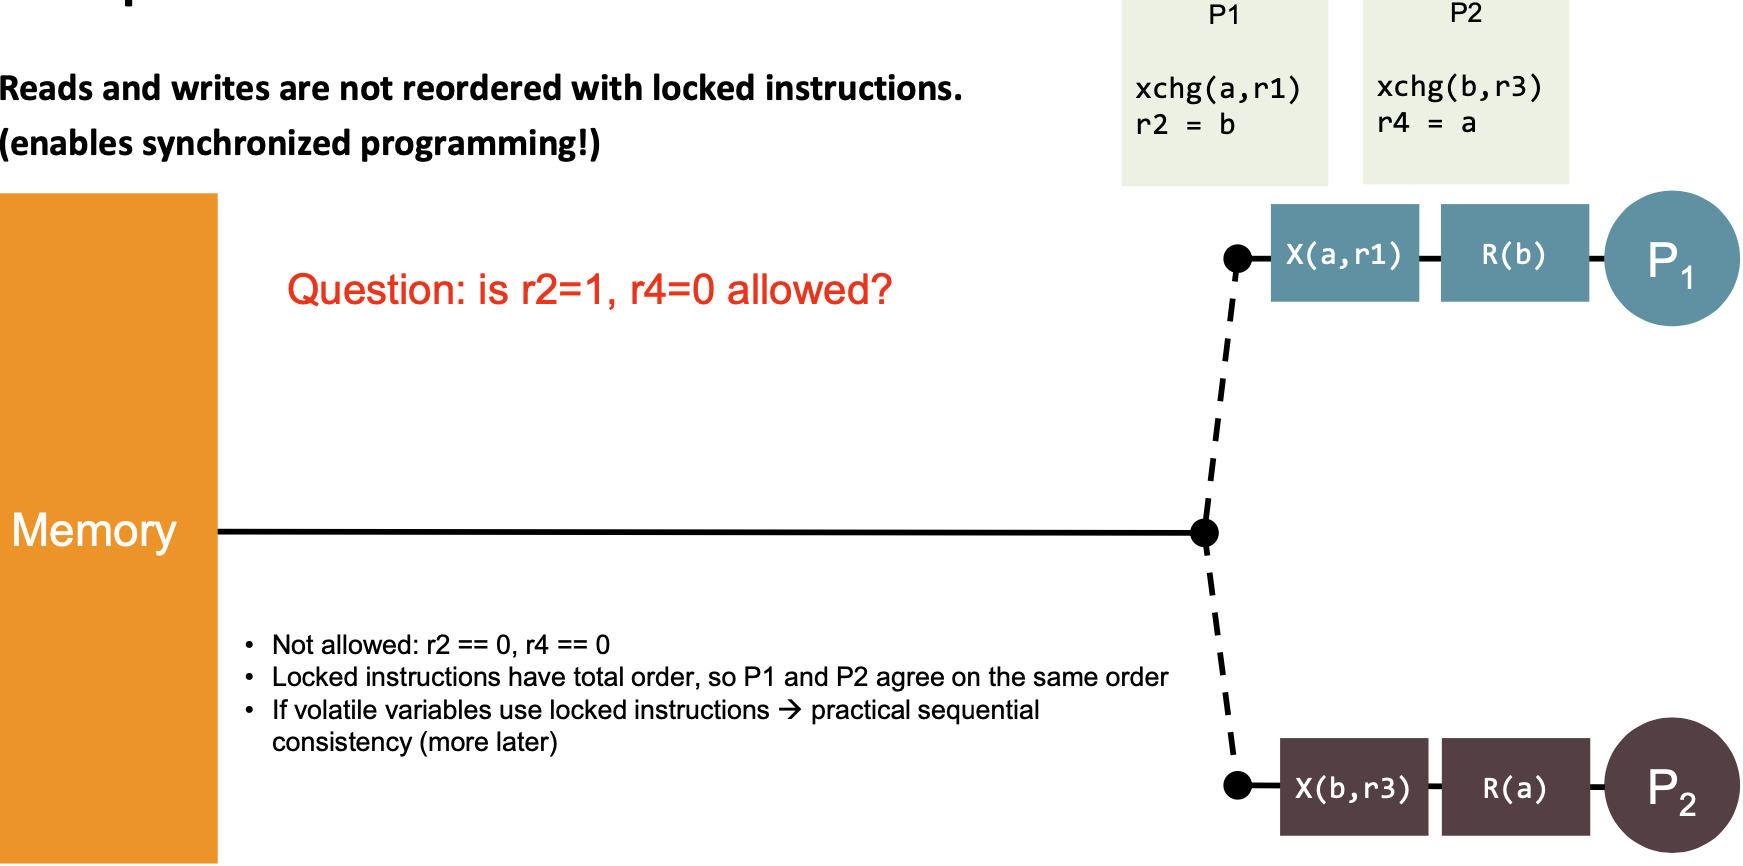 Reads and writes are not reordered with locked instructions.
(enables synchronized programming!)
P1
xchg(a,r1)
r2 = b
P2
xchg(b,r3)
r4 = a
Question: is r2=1, r4=0 allowed?
X(a,r1)
R(b)
P1
Memory
• Not allowed: r2 == 0, r4 == 0
• Locked instructions have total order, so P1 and P2 agree on the same order
• If volatile variables use locked instructions → practical sequential
consistency (more later)
X(b,r3)
R(a)
P2